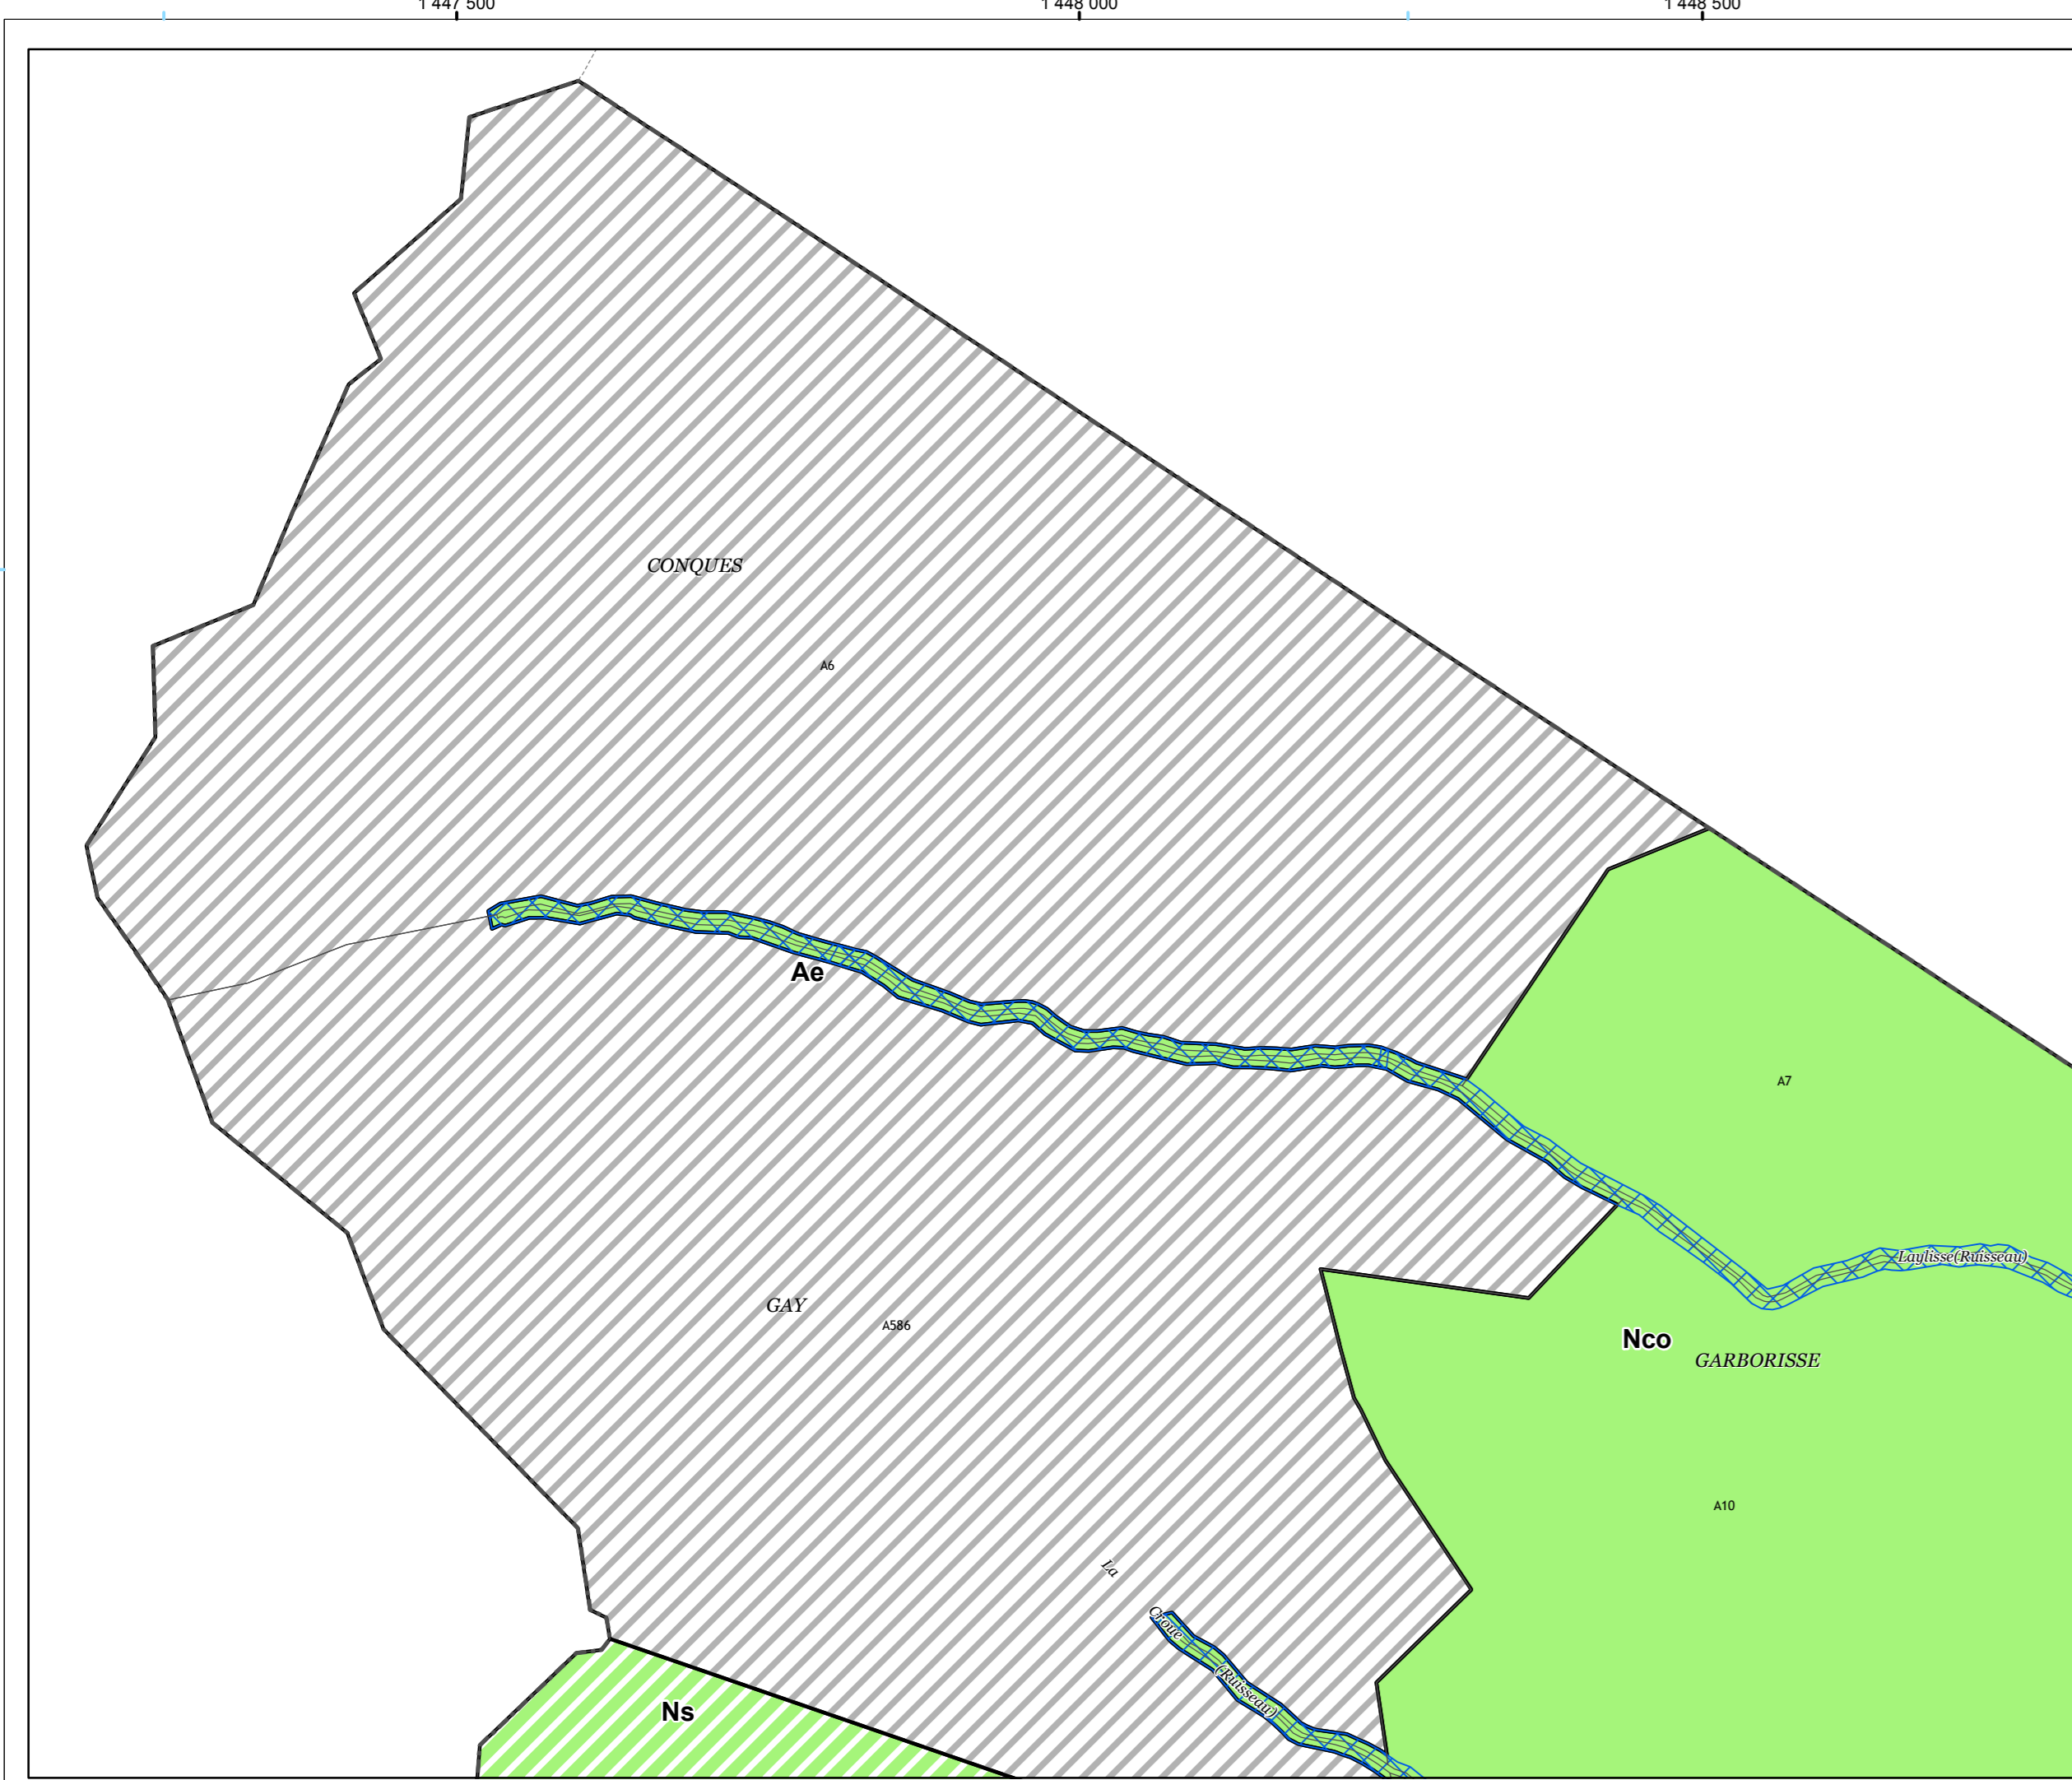 1 447 500
1 448 000
1 448 500
CONQUES
A6
Ae
A7
Laylisse(Ruisseau)
GAY
A586
Nco
GARBORISSE
A10
La
Croue
(Ruisseau)
Ns